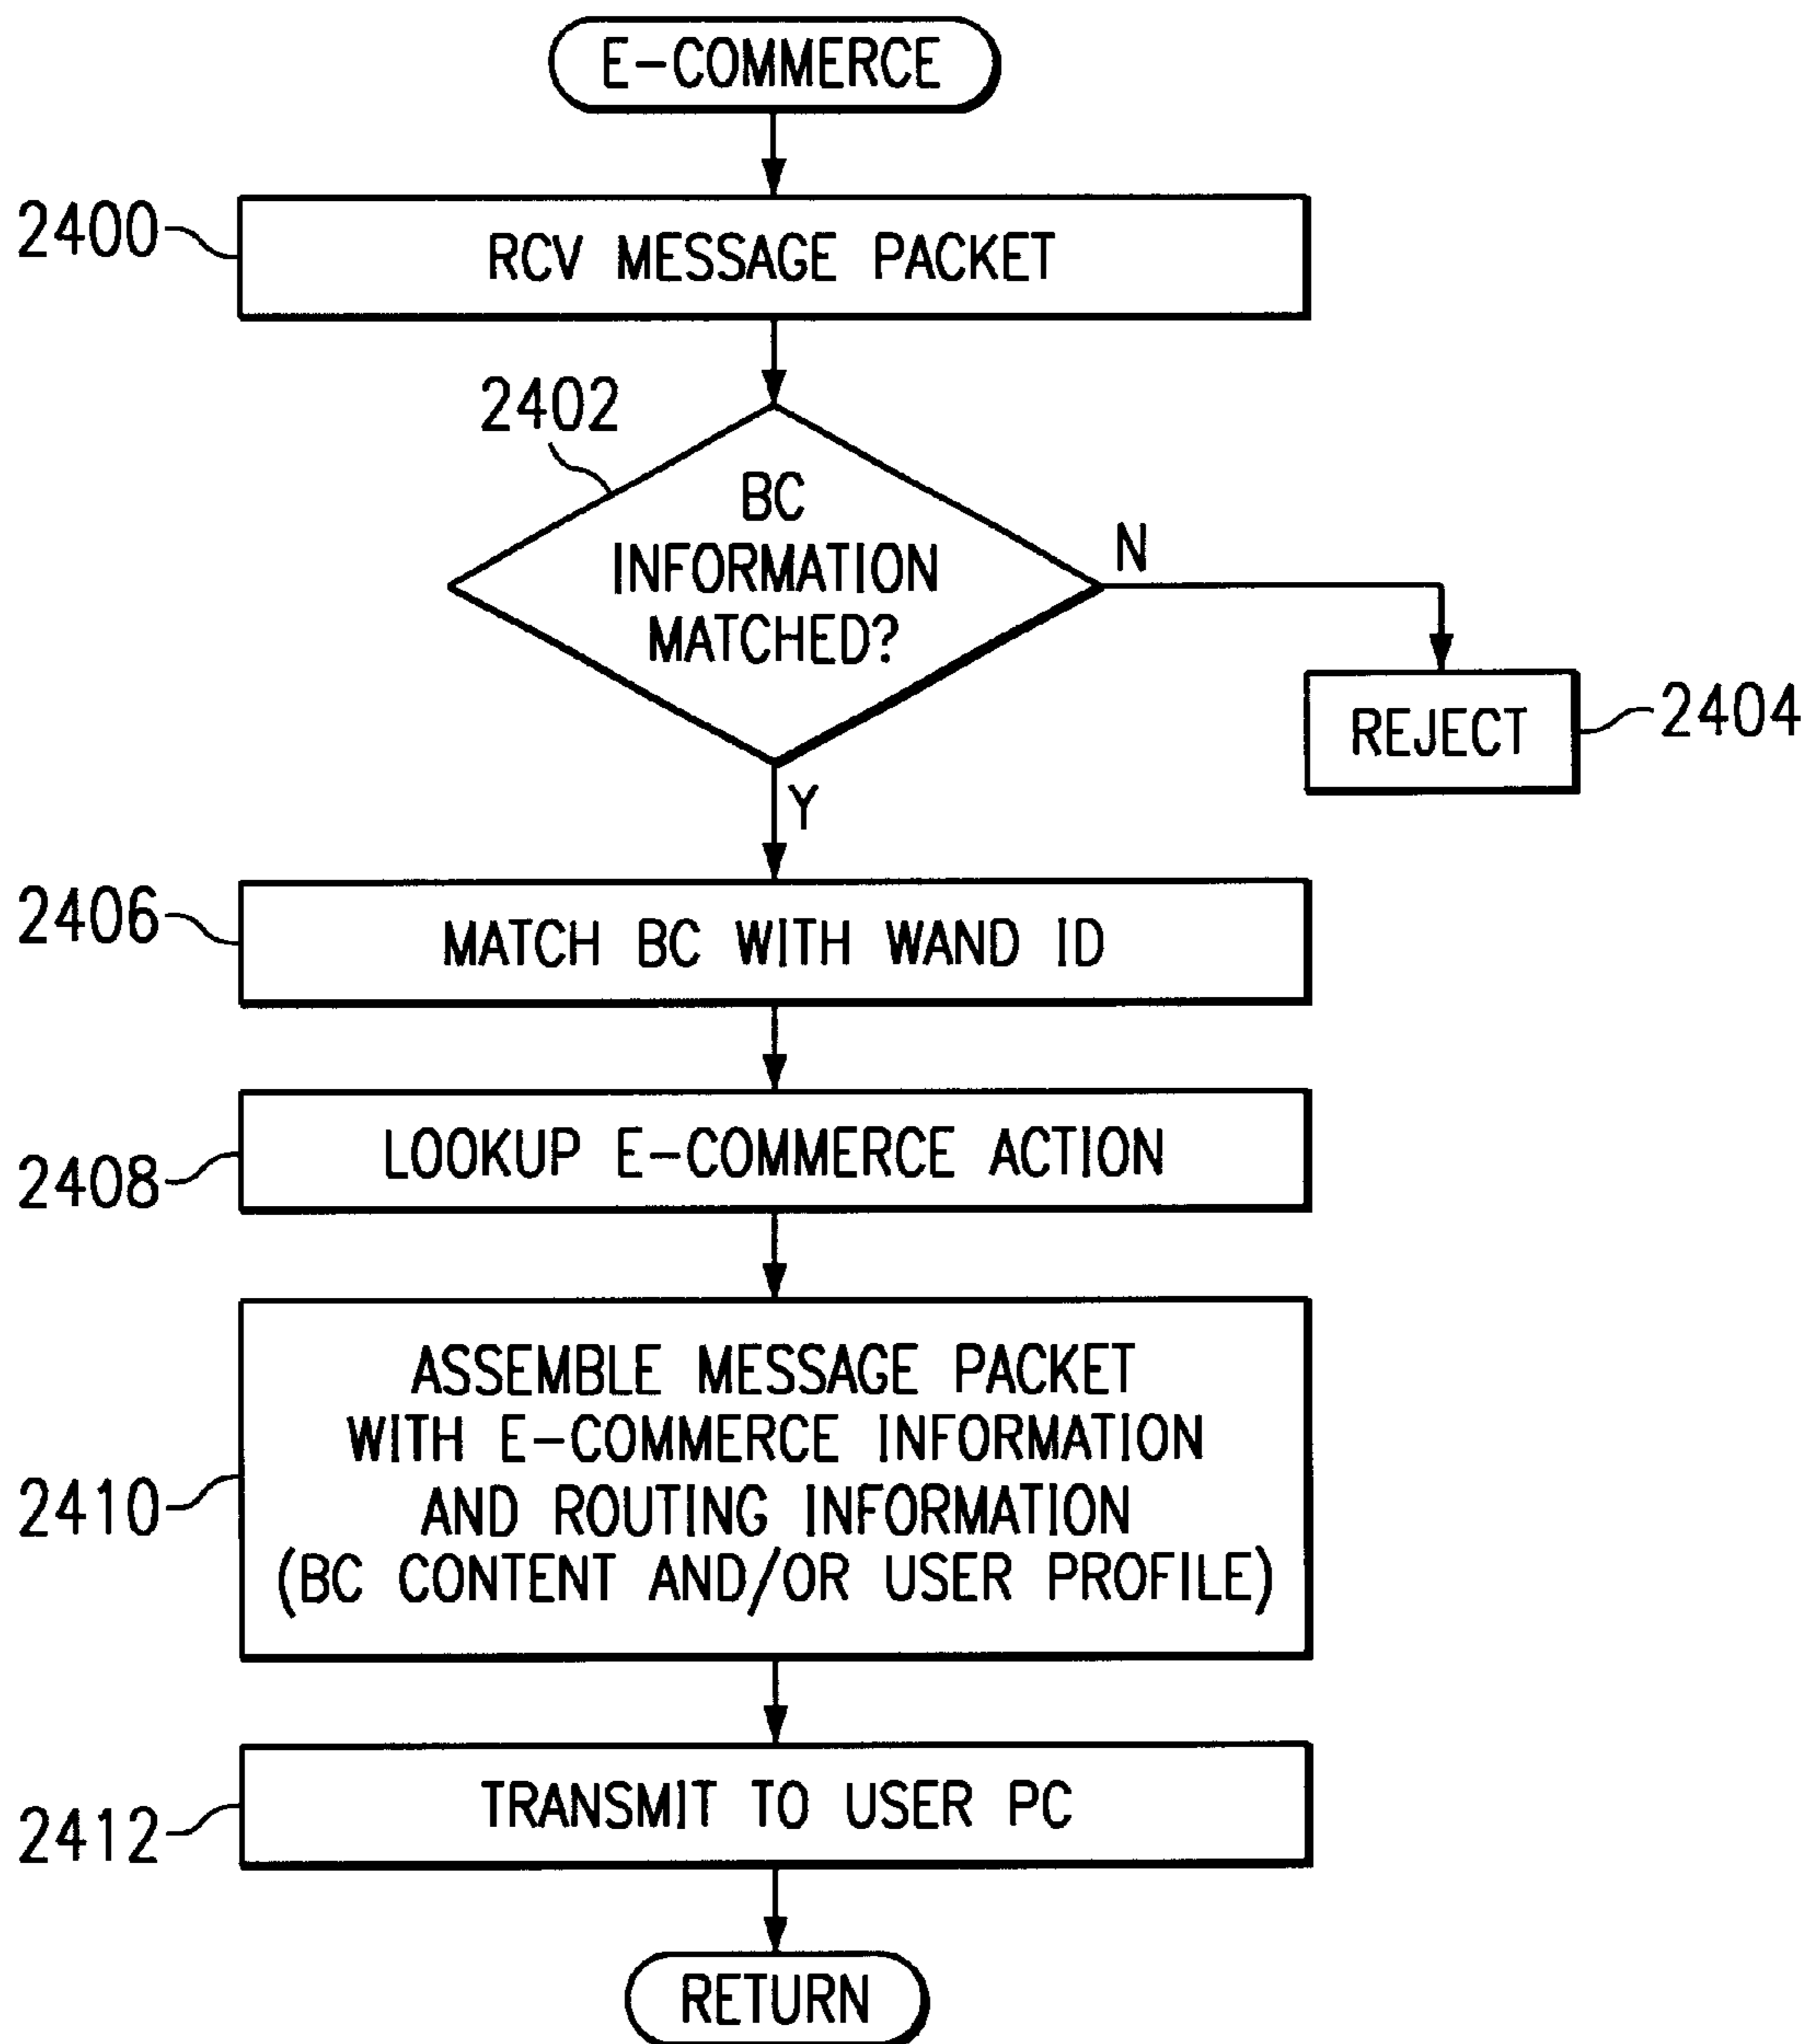 E-COMMERCE
2400
RCV MESSAGE PACKET
2402
BC
INFORMATION
MATCHED?
N
REJECT
2404
Y
2406
MATCH BC WITH WAND ID
LOOKUP E-COMMERCE ACTION
2408
ASSEMBLE MESSAGE PACKET
WITH E-COMMERCE INFORMATION
AND ROUTING INFORMATION
(BC CONTENT AND/OR USER PROFILE)
2410
TRANSMIT TO USER PC
2412
RETURN